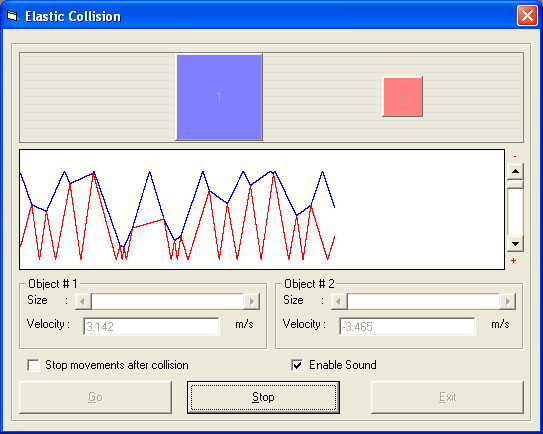 Elastic Collision
1
2
-
+
Object # 1
Size :
Velocity : 3.142 m/s
Object # 2
Size :
Velocity : -3.465 m/s
Stop movements after collision
Enable Sound
Go
Stop
Exit